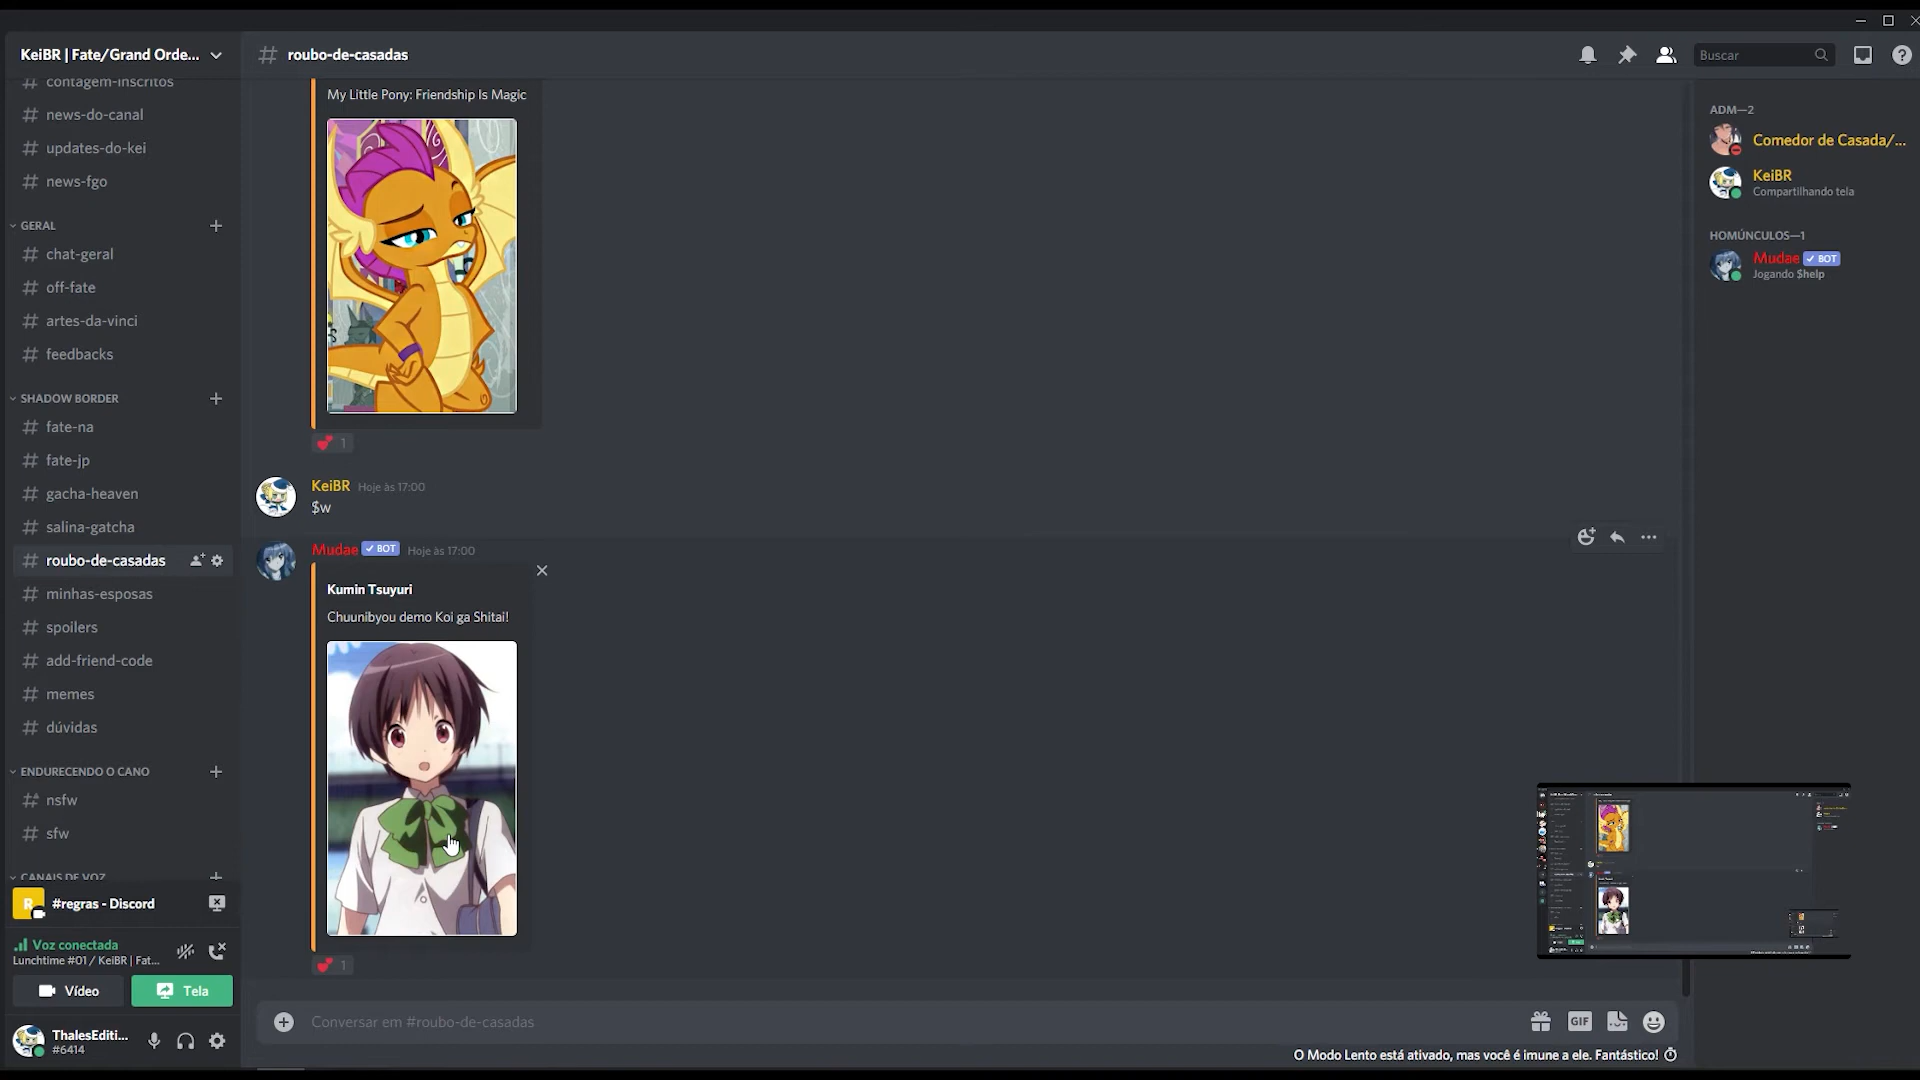 KeiBR | Fate/Grand Orde...
contagem-inscritos
news-do-canal
updates-do-kei
news-fgo
GERAL
chat-geral
off-fate
artes-da-vinci
feedbacks
SHADOW BORDER
fate-na
fate-jp
gacha-heaven
salina-gatcha
roubo-de-casadas
minhas-esposas
spoilers
add-friend-code
memes
dúvidas
ENDURECENDO O CANO
nsfw
sfw
CANAIS DE VOZ
R
#regras - Discord
Voz conectada
Lunchtime #01 / KeiBR | Fat...
Vídeo
Tela
ThalesEditi...
#6414
roubo-de-casadas
Buscar
My Little Pony: Friendship Is Magic
1
KeiBR Hoje às 17:00
$w
Mudae BOT Hoje às 17:00
Kumin Tsuyuri
Chuunibyou demo Koi ga Shitai!
1
Conversar em #roubo-de-casadas
GIF
O Modo Lento está ativado, mas você é imune a ele. Fantástico!
ADM—2
Comedor de Casada/...
KeiBR
Compartilhando tela
HOMÚNCULOS—1
Mudae BOT
Jogando $help